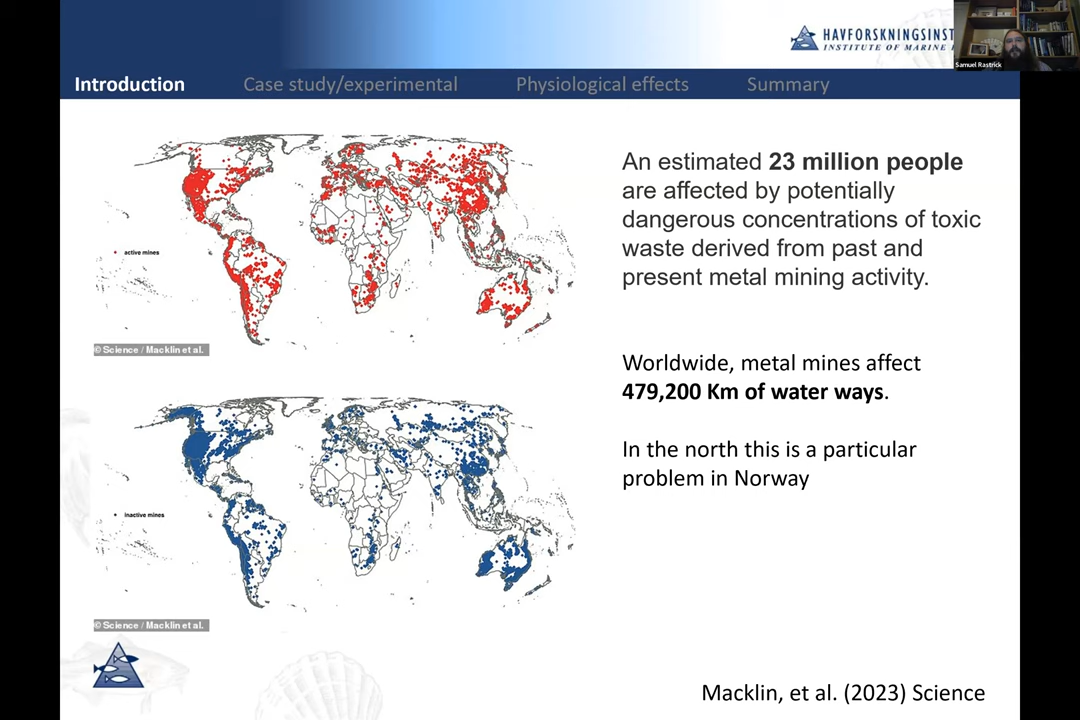 HAVFORSKNINGSINST
INSTITUTE OF MARINE
Samuel Rastrick
Introduction
Case study/experimental
Physiological effects
Summary
active mines
© Science / Macklin et al.
An estimated 23 million people
are affected by potentially
dangerous concentrations of toxic
waste derived from past and
present metal mining activity.
Worldwide, metal mines affect
479,200 Km of water ways.
In the north this is a particular
problem in Norway
inactive mines
© Science / Macklin et al.
Macklin, et al. (2023) Science